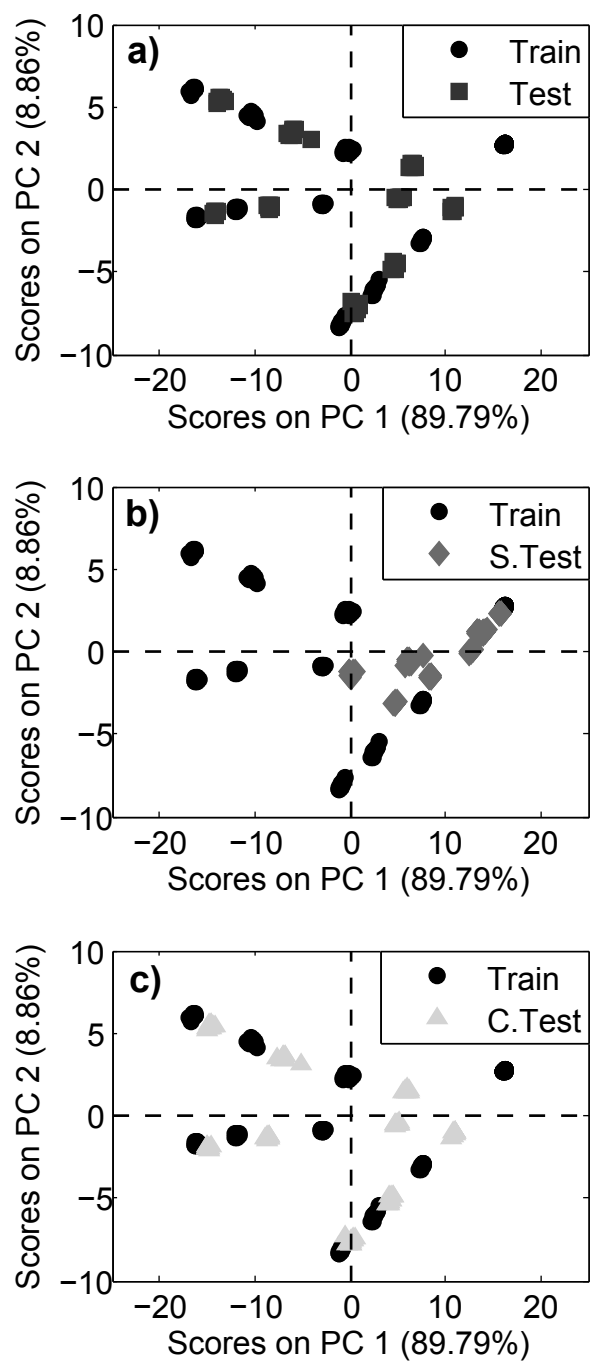 a)
Train
Test
10
5
0
−5
−10
−20 −10 0 10 20
Scores on PC 2 (8.86%)
Scores on PC 1 (89.79%)
b)
Train
S.Test
10
5
0
−5
−10
−20 −10 0 10 20
Scores on PC 2 (8.86%)
Scores on PC 1 (89.79%)
c)
Train
C.Test
10
5
0
−5
−10
−20 −10 0 10 20
Scores on PC 2 (8.86%)
Scores on PC 1 (89.79%)